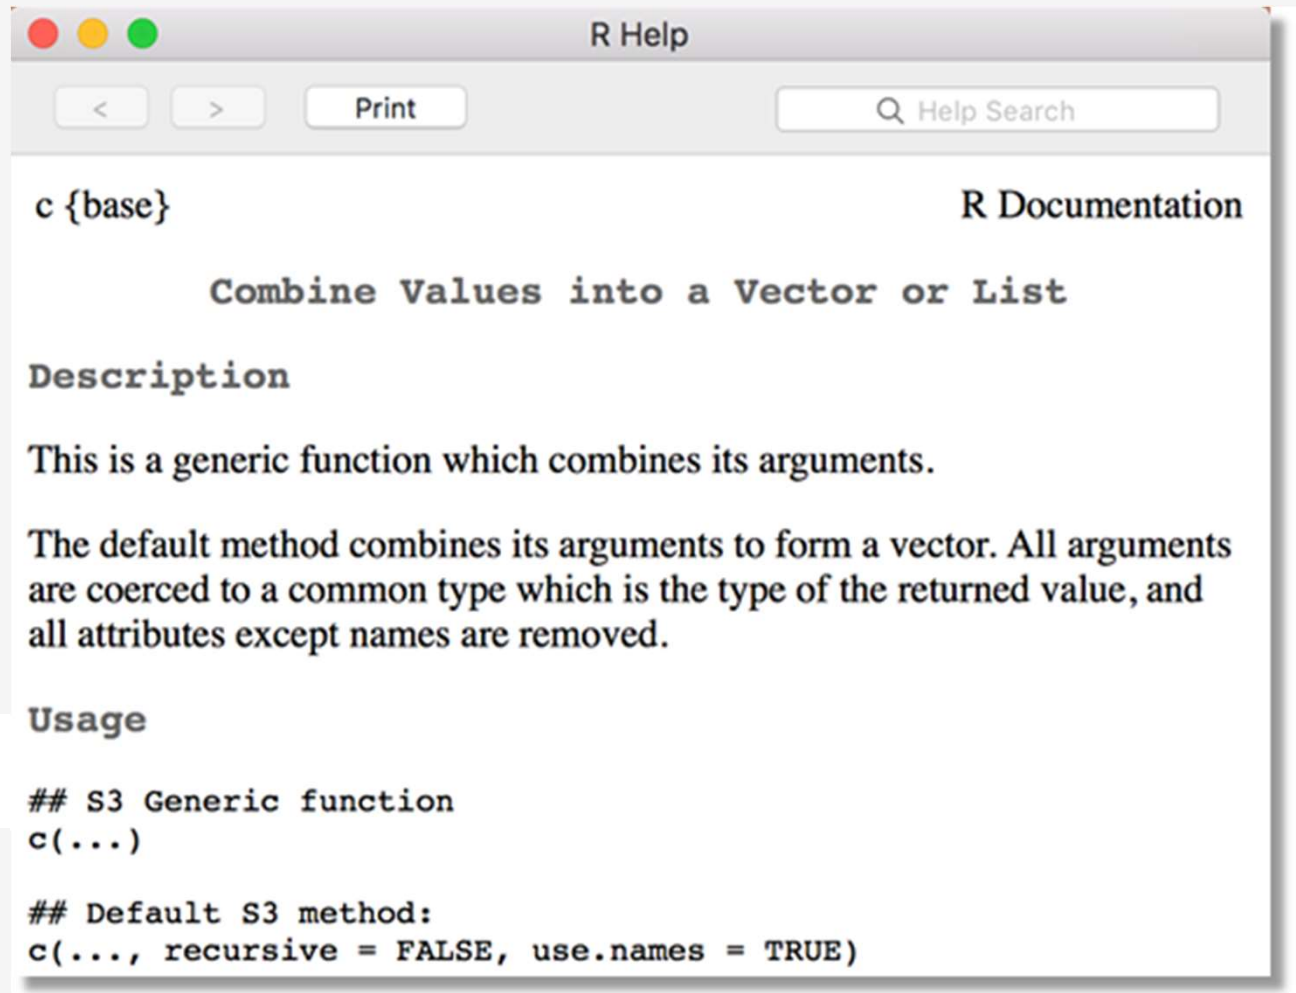 R Help
< > Print Help Search
c {base} R Documentation
Combine Values into a Vector or List
Description
This is a generic function which combines its arguments.
The default method combines its arguments to form a vector. All arguments
are coerced to a common type which is the type of the returned value, and
all attributes except names are removed.
Usage
## S3 Generic function
c(...)
## Default S3 method:
c(..., recursive = FALSE, use.names = TRUE)